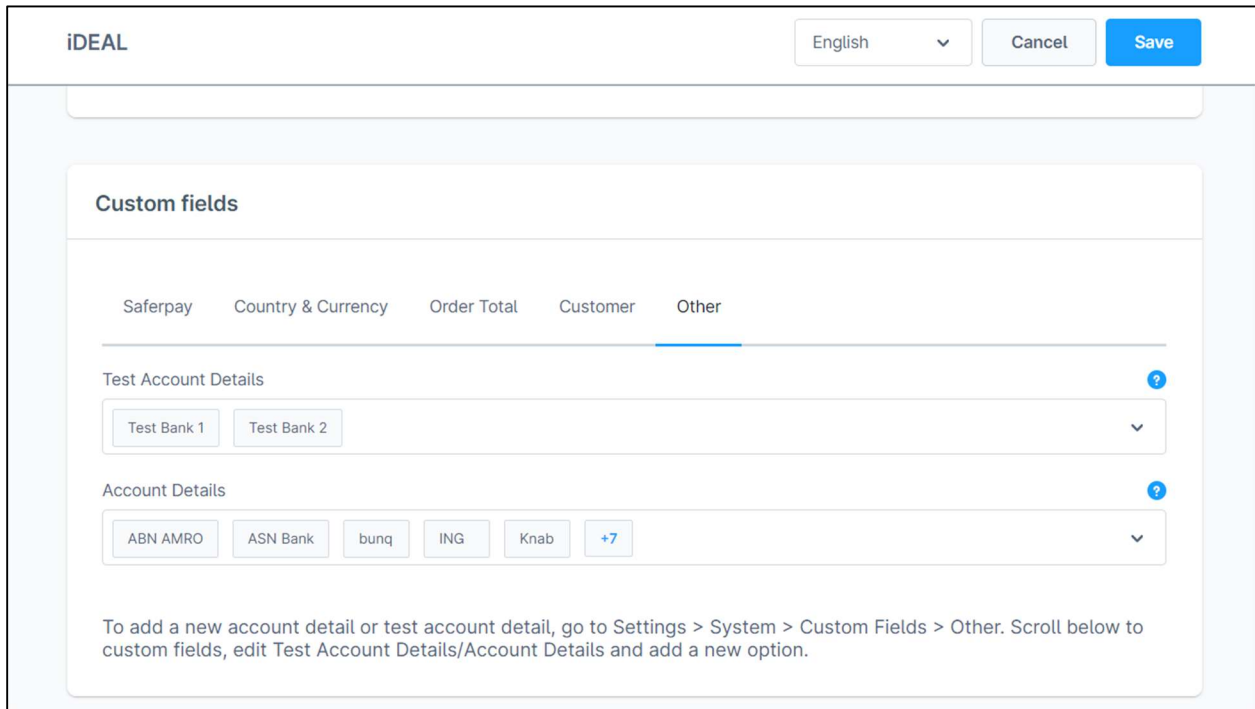 iDEAL
English
Cancel
Save
Custom fields
Saferpay
Country & Currency
Order Total
Customer
Other
Test Account Details
?
Test Bank 1
Test Bank 2
Account Details
?
ABN AMRO
ASN Bank
bunq
ING
Knab
+7
To add a new account detail or test account detail, go to Settings > System > Custom Fields > Other. Scroll below to
custom fields, edit Test Account Details/Account Details and add a new option.